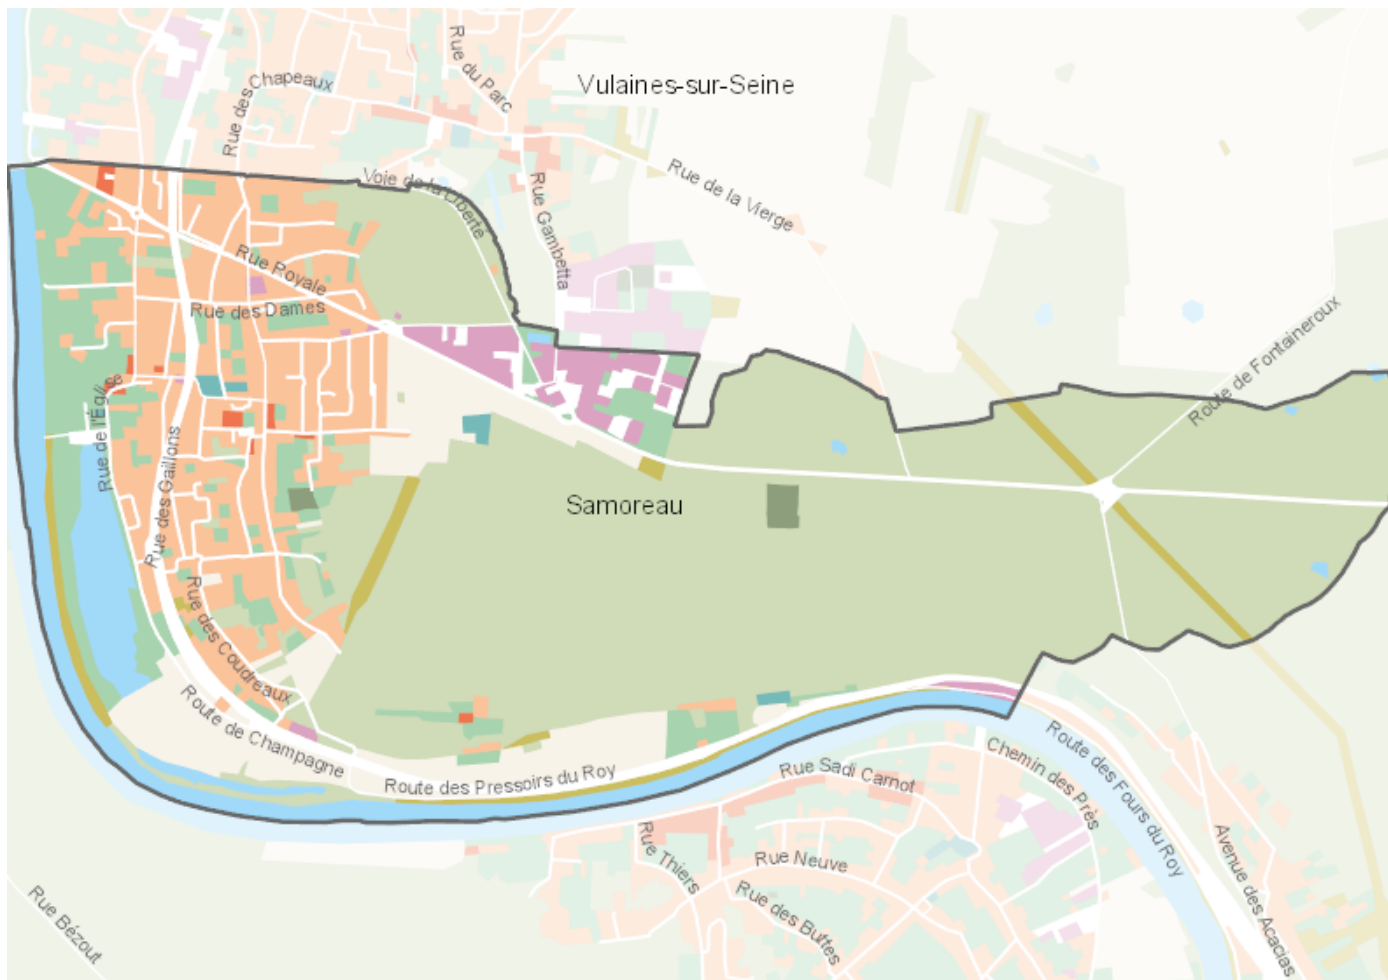 Rue du Parc
Vulaines-sur-Seine
Rue des Chapeaux
Voie de la Liberté
Rue Gambetta
Rue de la Vierge
Rue Royale
Rue des Dames
Route de Fontaineroux
Rue de l'Église
Rue des Gaillons
Samoreau
Rue des Coudreaux
Route de Champagne
Route des Pressoirs du Roy
Rue Sadi Carnot
Chemin des Près
Route des Fours du Roy
Rue Thiers
Rue Neuve
Rue des Buttes
Avenue des Acacias
Rue Bézout